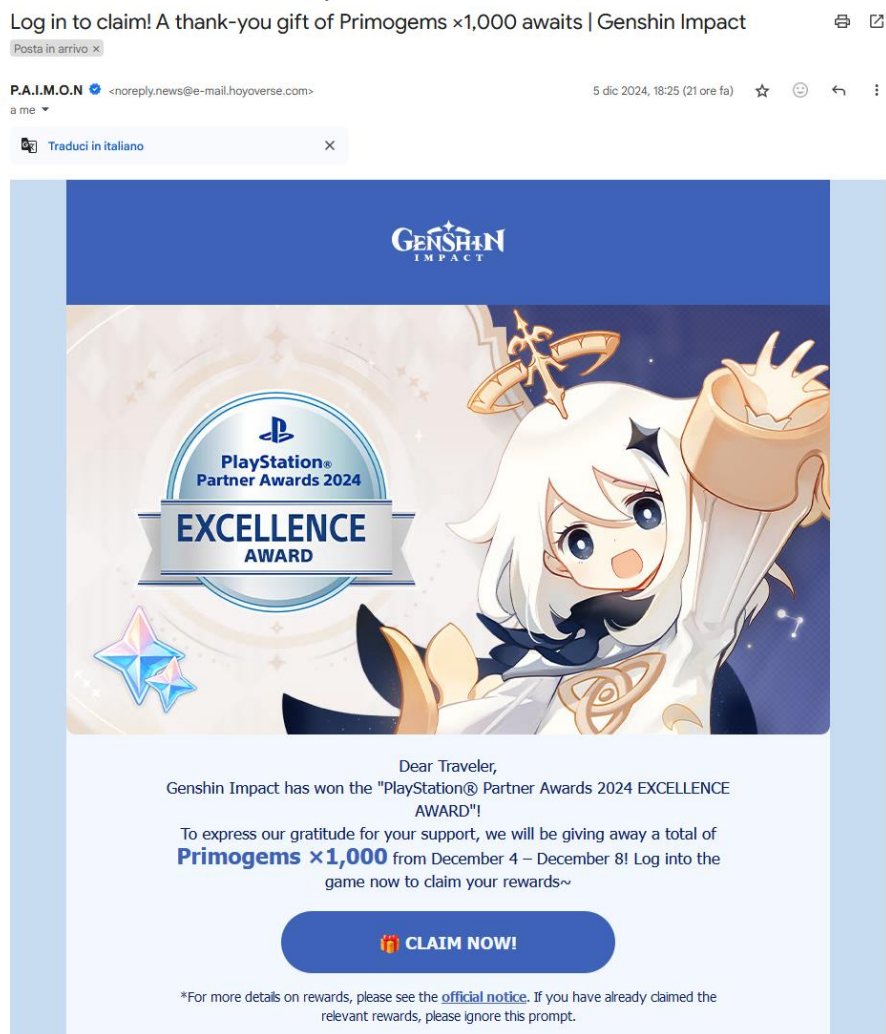 Log in to claim! A thank-you gift of Primogems ×1,000 awaits | Genshin Impact
Posta in arrivo ×
P.A.I.M.O.N <noreply.news@e-mail.hoyoverse.com>
5 dic 2024, 18:25 (21 ore fa)
a me
Traduci in italiano
GENSHIN
IMPACT
PlayStation®
Partner Awards 2024
EXCELLENCE
AWARD
Dear Traveler,
Genshin Impact has won the "PlayStation® Partner Awards 2024 EXCELLENCE
AWARD"!
To express our gratitude for your support, we will be giving away a total of
Primogems ×1,000 from December 4 – December 8! Log into the
game now to claim your rewards~
CLAIM NOW!
*For more details on rewards, please see the official notice. If you have already claimed the
relevant rewards, please ignore this prompt.